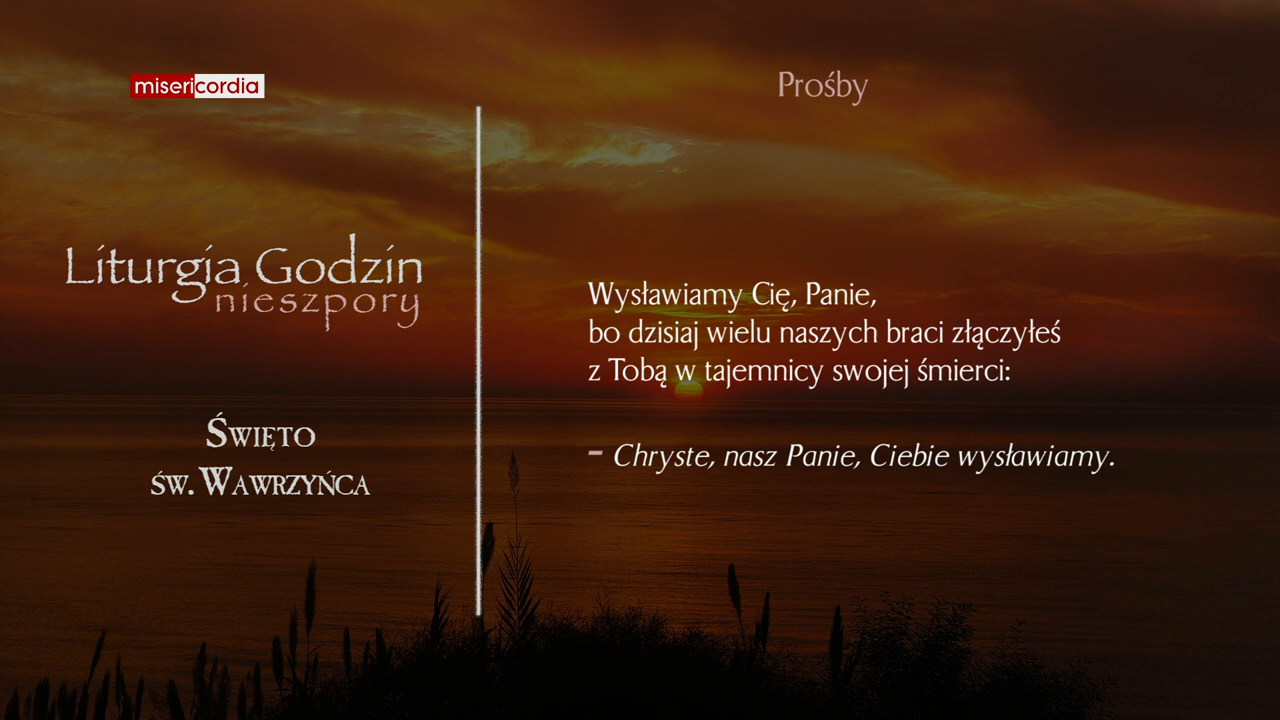 misericordia
Liturgia Godzin
nieszpory
Święto
św. Wawrzyńca
Prośby
Wysławiamy Cię, Panie,
bo dzisiaj wielu naszych braci złączyłeś
z Tobą w tajemnicy swojej śmierci:
– Chryste, nasz Panie, Ciebie wysławiamy.